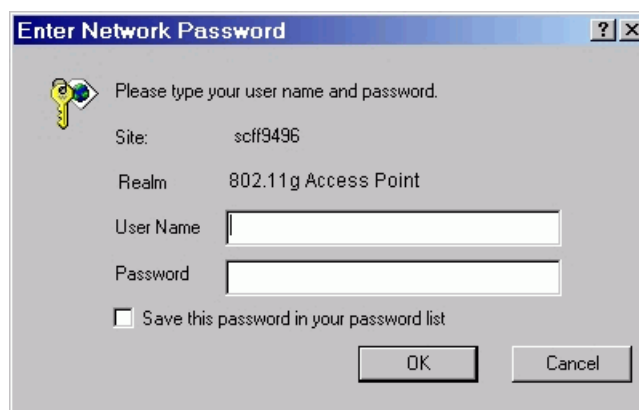 Enter Network Password
Please type your user name and password.
Site: scff9496
Realm 802.11g Access Point
User Name
Password
Save this password in your password list
OK Cancel